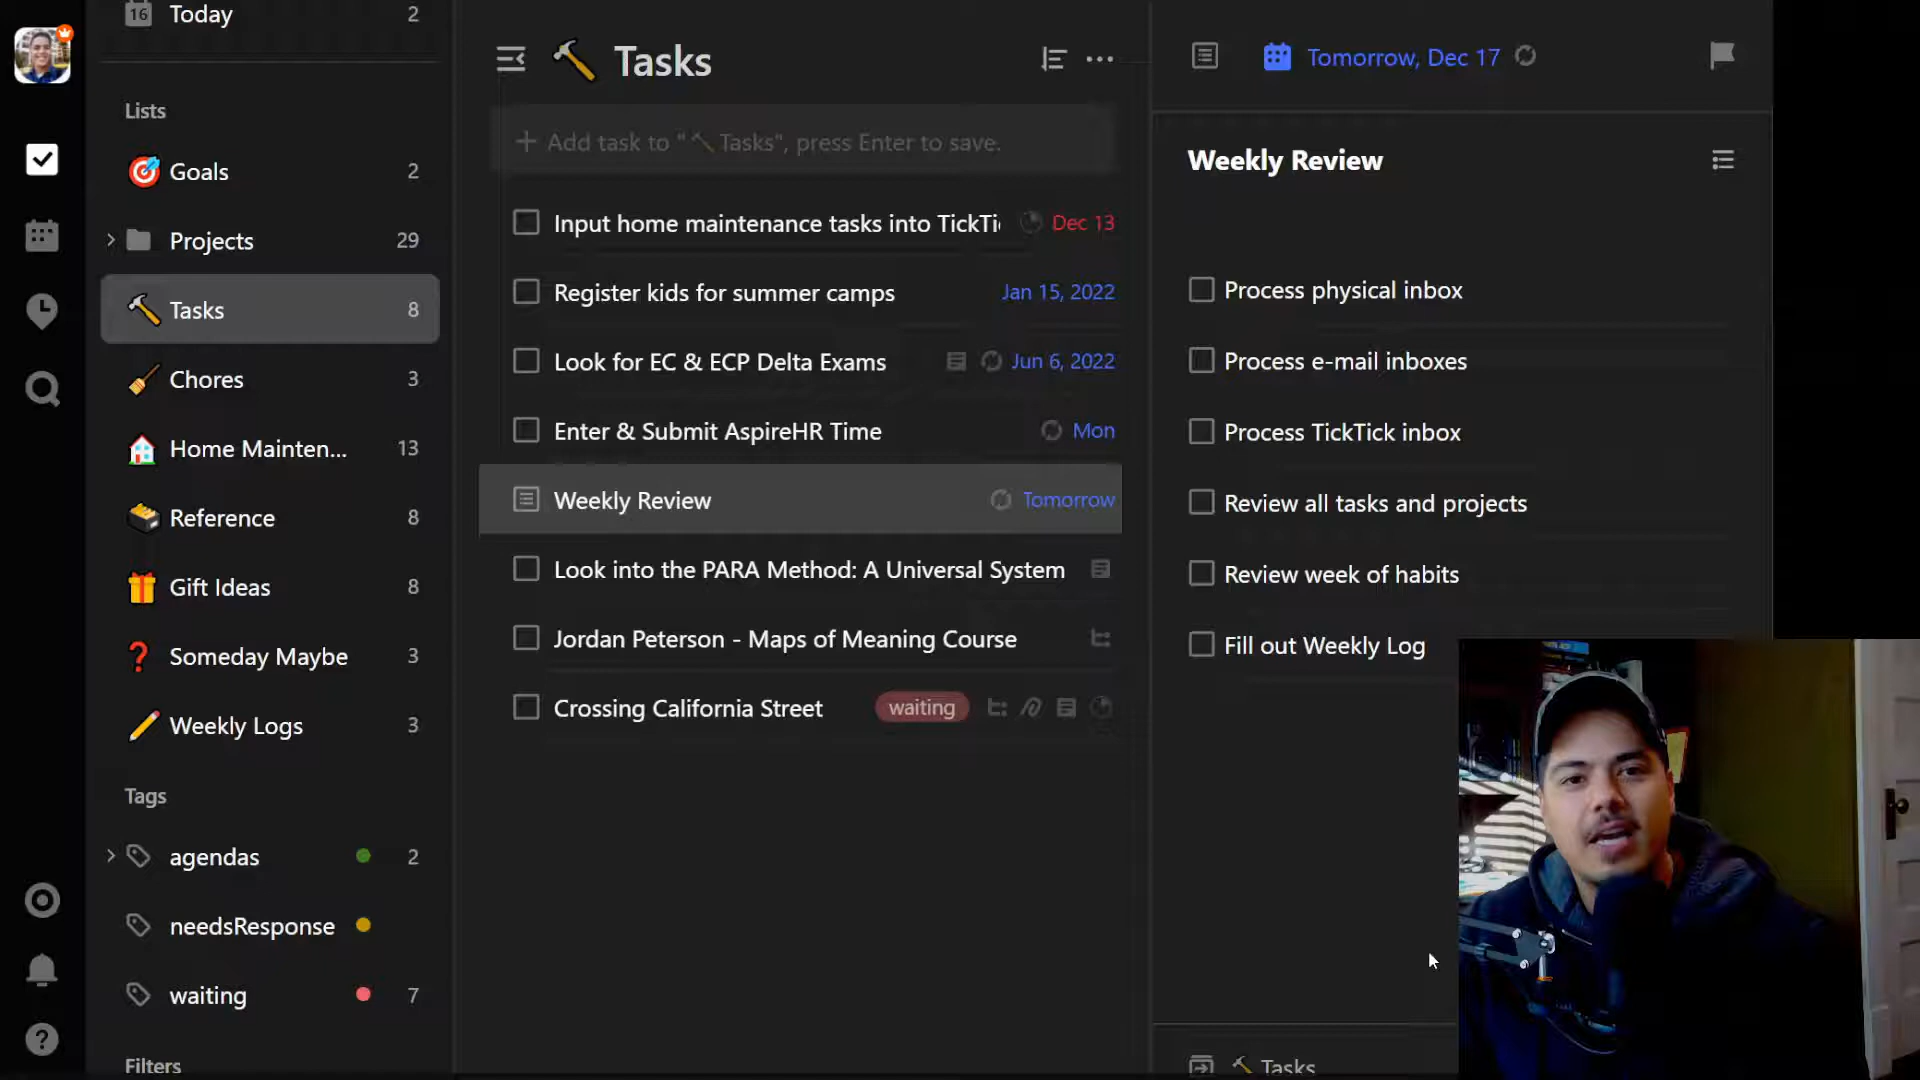 16 Today 2
Lists
Goals 2
Projects 29
Tasks 8
Chores 3
Home Mainten... 13
Reference 8
Gift Ideas 8
Someday Maybe 3
Weekly Logs 3
Tags
agendas 2
needsResponse
waiting 7
Filters
Tasks
+ Add task to "🔨 Tasks", press Enter to save.
Input home maintenance tasks into TickTi Dec 13
Register kids for summer camps Jan 15, 2022
Look for EC & ECP Delta Exams Jun 6, 2022
Enter & Submit AspireHR Time Mon
Weekly Review Tomorrow
Look into the PARA Method: A Universal System
Jordan Peterson - Maps of Meaning Course
Crossing California Street waiting
Tomorrow, Dec 17
Weekly Review
Process physical inbox
Process e-mail inboxes
Process TickTick inbox
Review all tasks and projects
Review week of habits
Fill out Weekly Log
Tasks